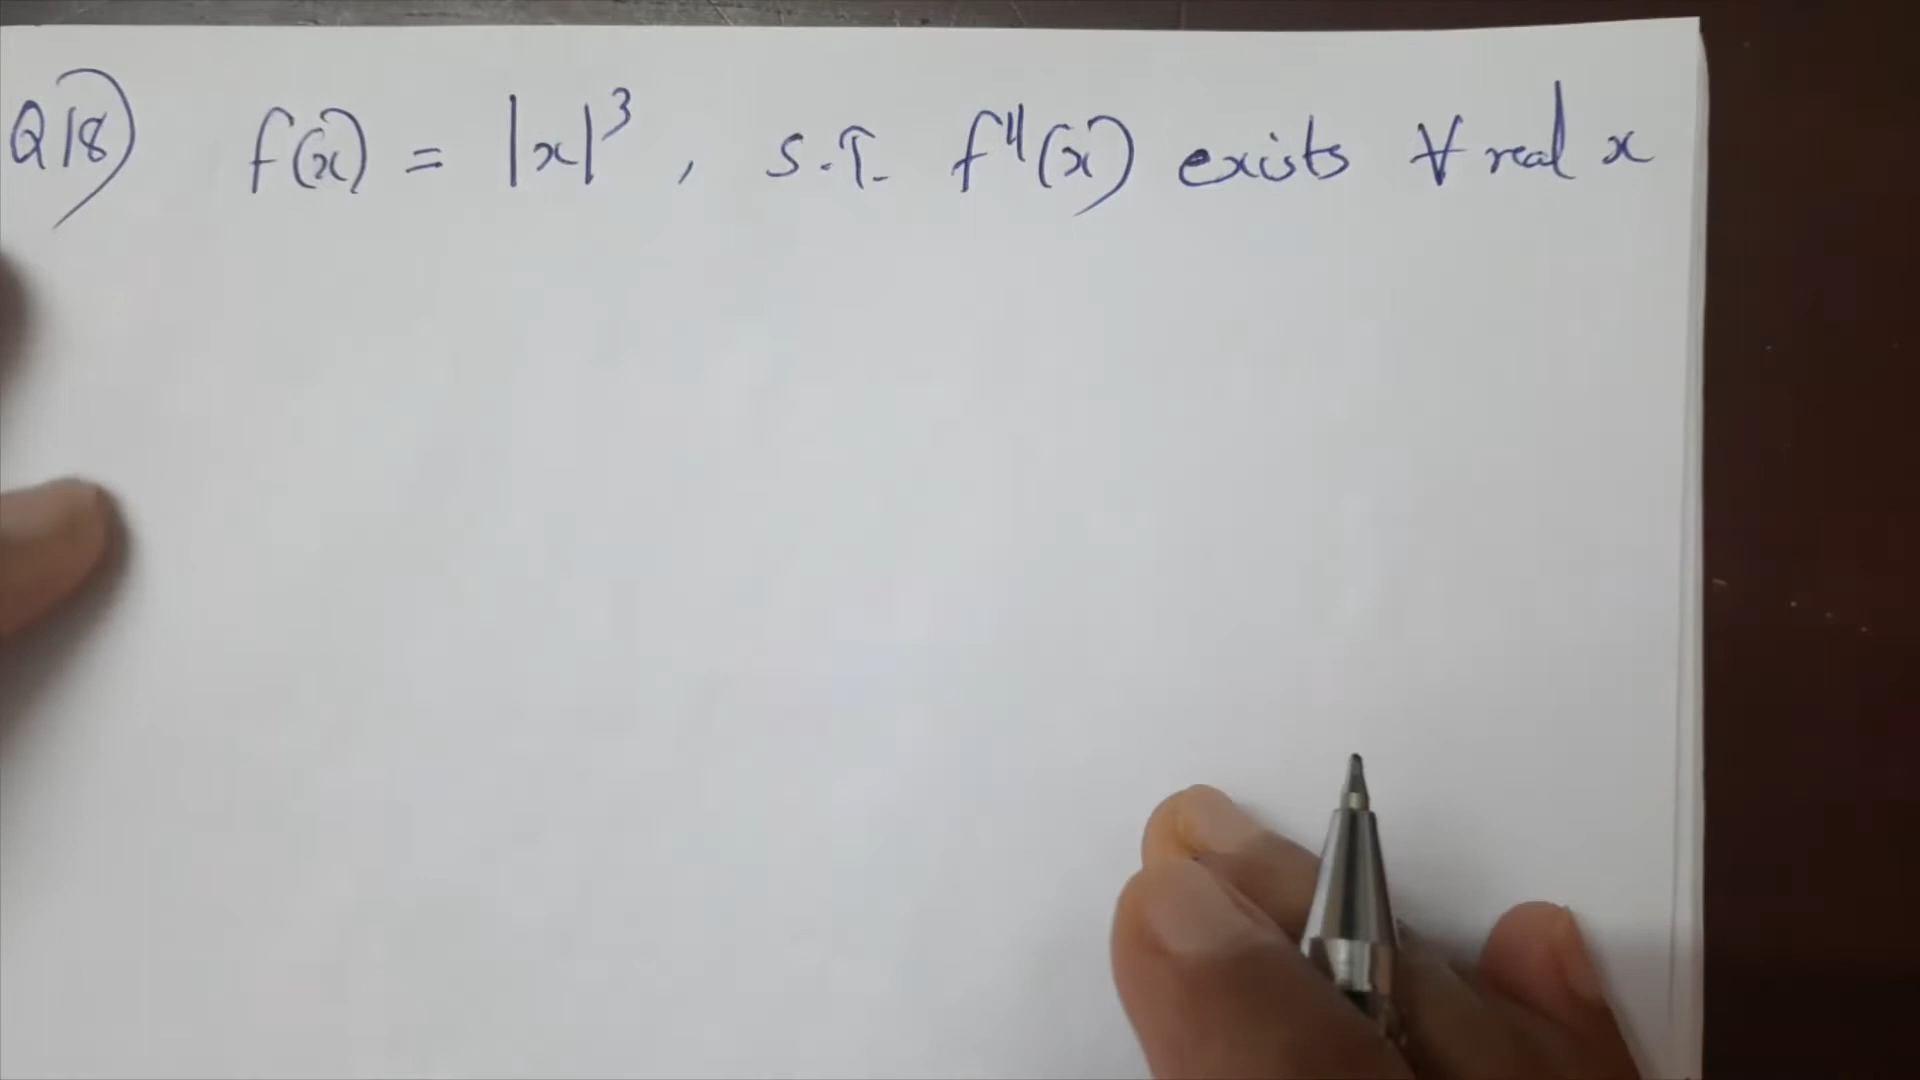 Q18) f(x) = |x|³, S.T. f"(x) exists ∀ real x